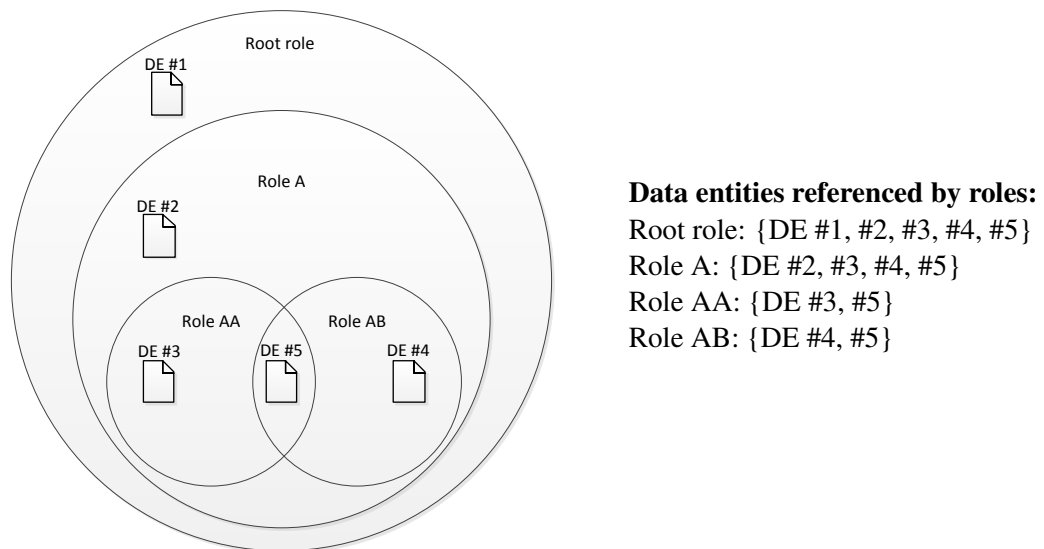 Root role
DE #1
Role A
DE #2
Role AA
Role AB
DE #3
DE #5
DE #4
Data entities referenced by roles:
Root role: {DE #1, #2, #3, #4, #5}
Role A: {DE #2, #3, #4, #5}
Role AA: {DE #3, #5}
Role AB: {DE #4, #5}